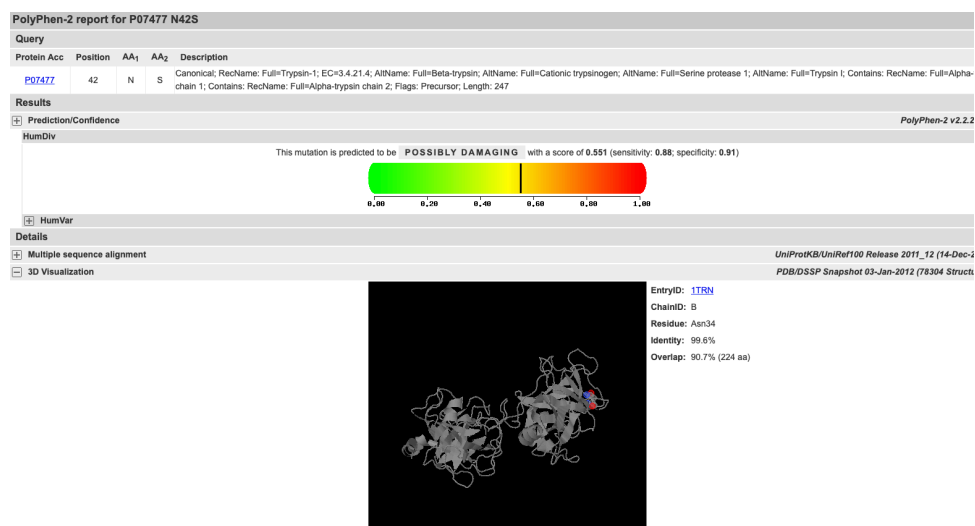 PolyPhen-2 report for P07477 N42S
Query
Protein Acc Position AA1 AA2 Description
P07477 42 N S Canonical; RecName: Full=Trypsin-1; EC=3.4.21.4; AltName: Full=Beta-trypsin; AltName: Full=Cationic trypsinogen; AltName: Full=Serine protease 1; AltName: Full=Trypsin I; Contains: RecName: Full=Alpha-
chain 1; Contains: RecName: Full=Alpha-trypsin chain 2; Flags: Precursor; Length: 247
Results
Prediction/Confidence PolyPhen-2 v2.2.2
HumDiv
This mutation is predicted to be POSSIBLY DAMAGING with a score of 0.551 (sensitivity: 0.88; specificity: 0.91)
0.00 0.20 0.40 0.60 0.80 1.00
HumVar
Details
Multiple sequence alignment UniProtKB/UniRef100 Release 2011_12 (14-Dec-2
3D Visualization PDB/DSSP Snapshot 03-Jan-2012 (78304 Structu
EntryID: 1TRN
ChainID: B
Residue: Asn34
Identity: 99.6%
Overlap: 90.7% (224 aa)